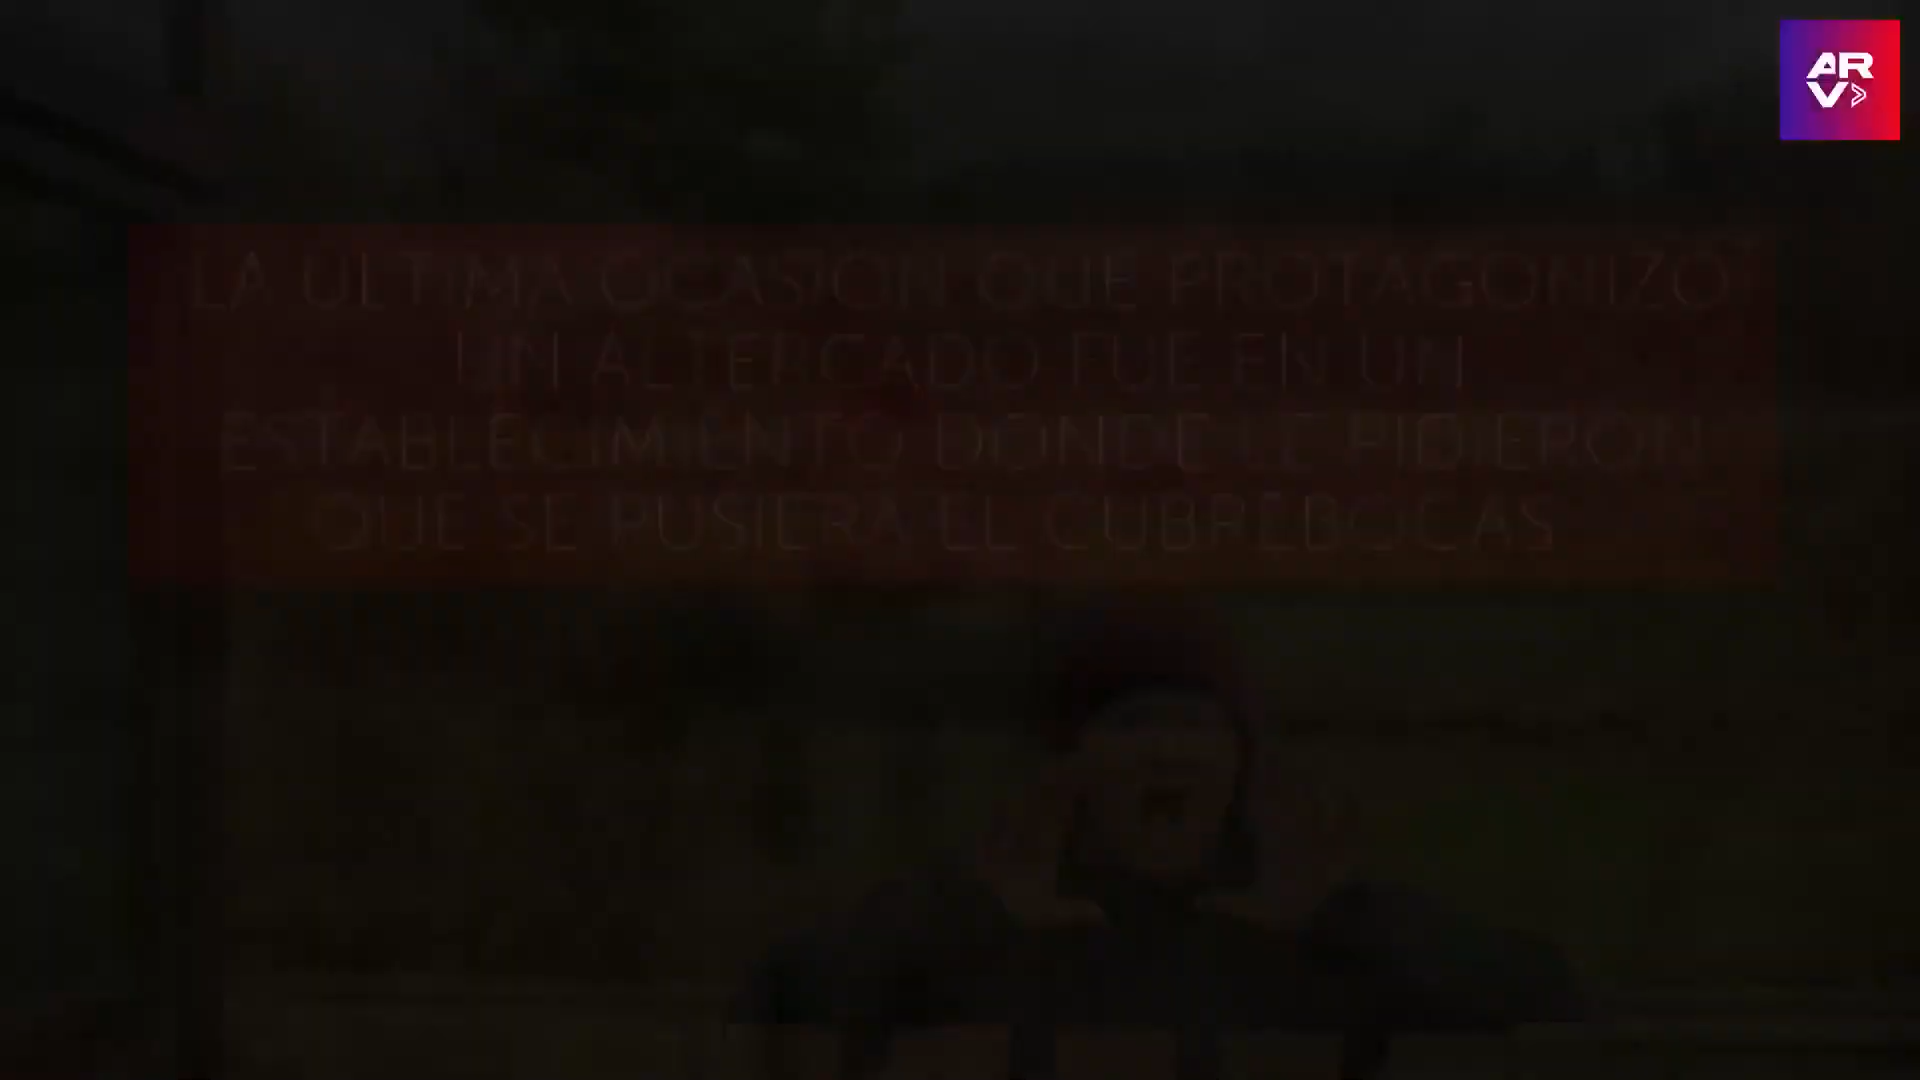 ARV
LA ULTIMA OCASIÓN QUE PROTAGONIZO
UN ALTERCADO FUE EN UN
ESTABLECIMIENTO DONDE LE PIDIERON
QUE SE PUSIERA EL CUBREBOCAS